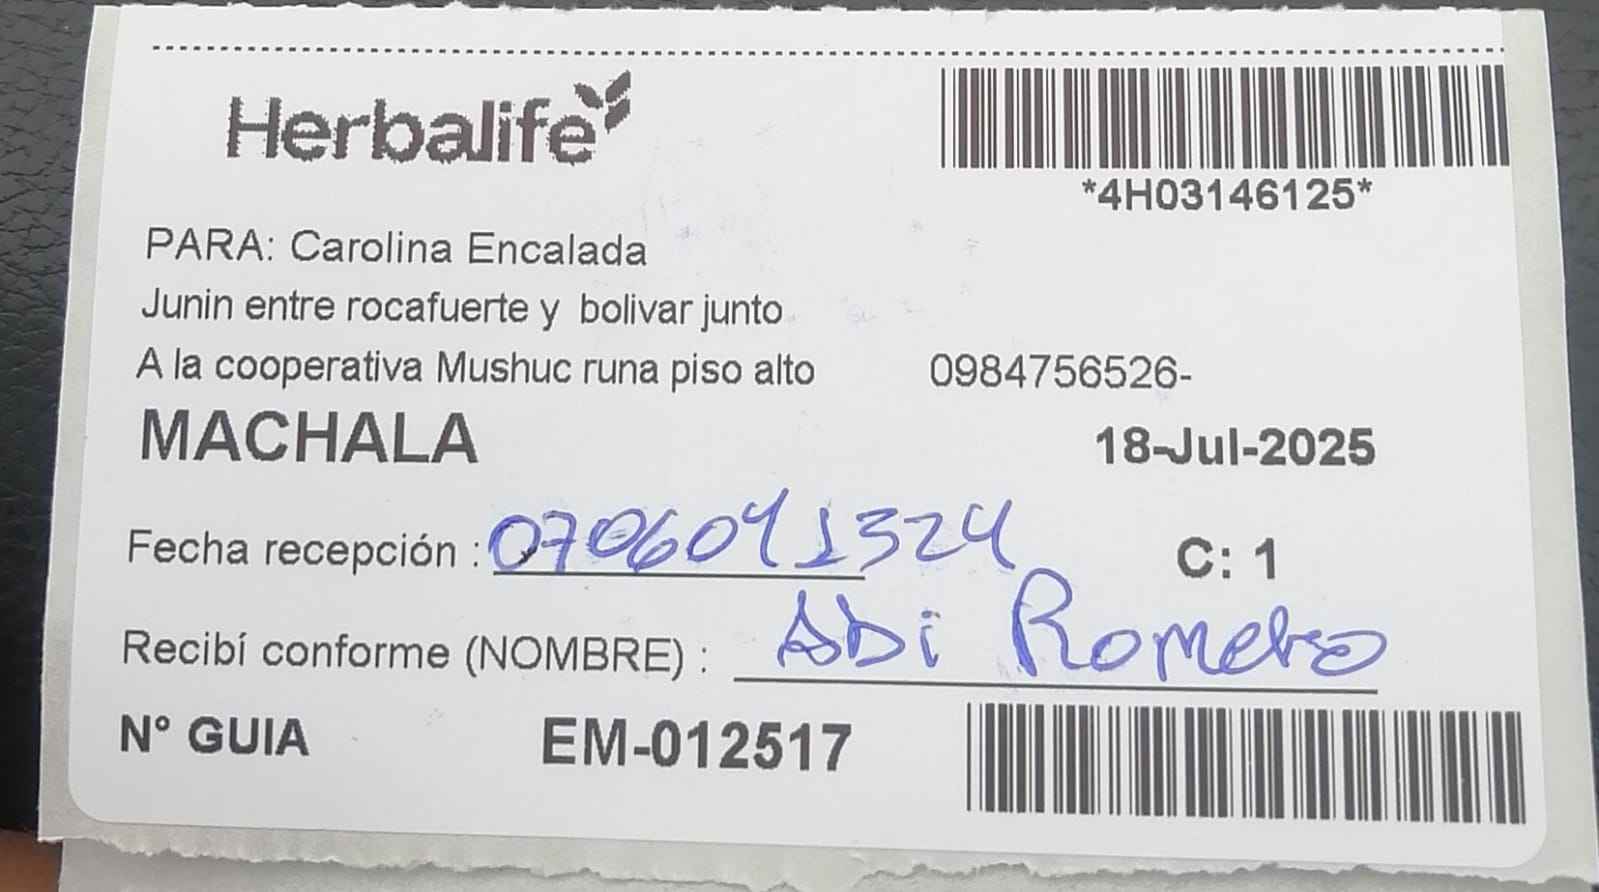 Herbalife
*4H03146125*
PARA: Carolina Encalada
Junin entre rocafuerte y bolivar junto
A la cooperativa Mushuc runa piso alto 0984756526-
MACHALA 18-Jul-2025
Fecha recepción : 0706041324 C: 1
Recibí conforme (NOMBRE) : Abi Romero
N° GUIA EM-012517